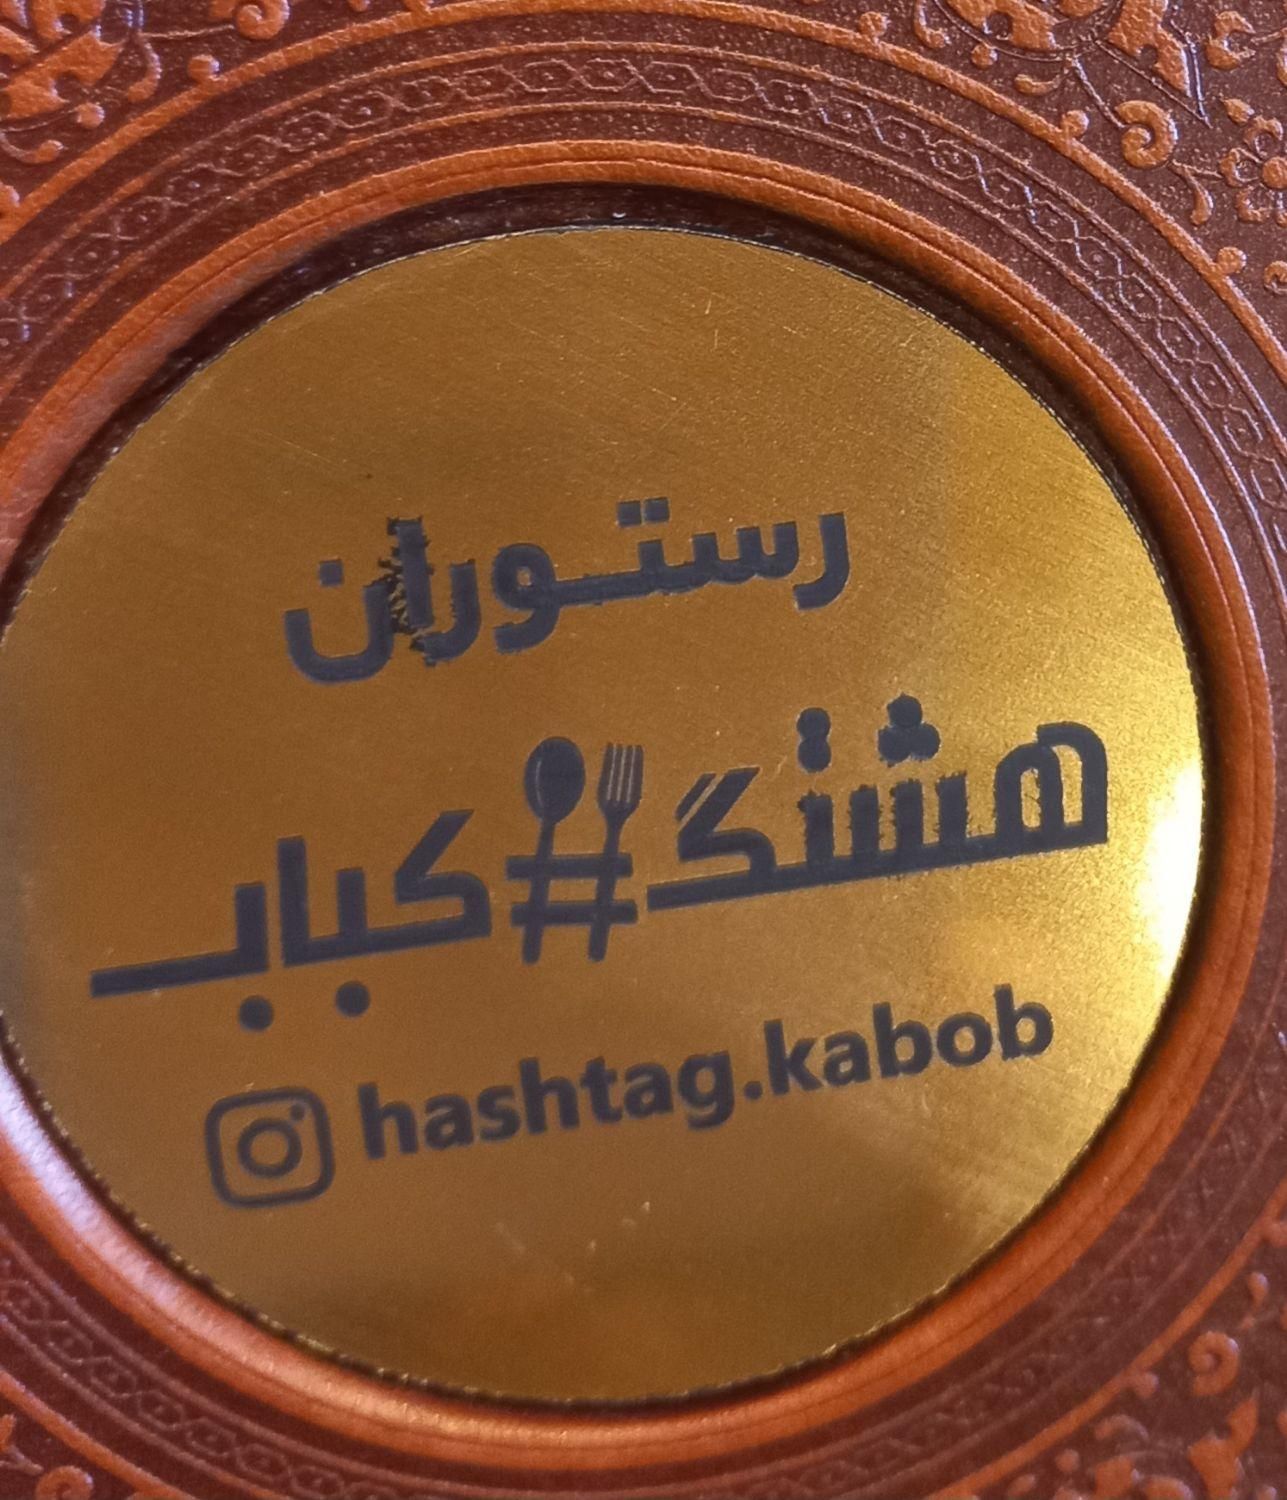 رستوران
هشتگ # کباب
hashtag.kabob